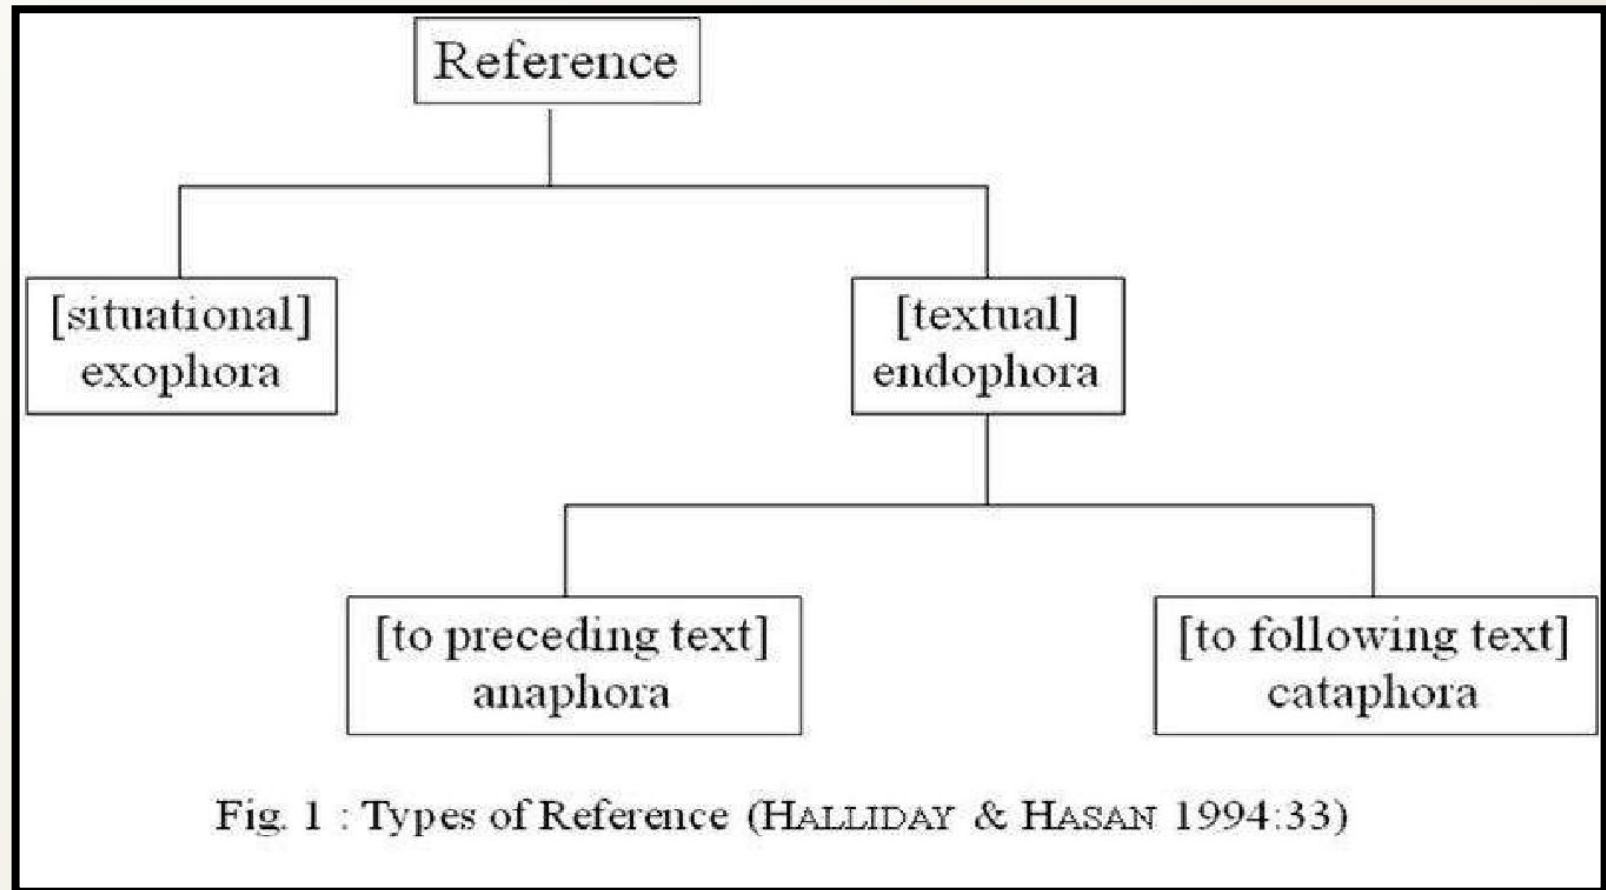 Reference
[situational]
exophora
[textual]
endophora
[to preceding text]
anaphora
[to following text]
cataphora
Fig. 1 : Types of Reference (HALLIDAY & HASAN 1994:33)